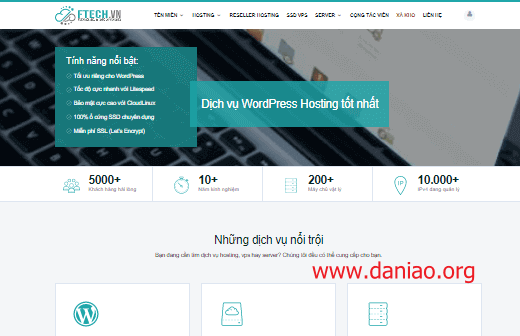 FTECH.VN
TÊN MIỀN HOSTING RESELLER HOSTING SSD VPS SERVER CỘNG TÁC VIÊN XẢ KHO LIÊN HỆ
Tính năng nổi bật:
Tối ưu riêng cho WordPress
Tốc độ cực nhanh với Litespeed
Bảo mật cực cao với CloudLinux
100% ổ cứng SSD chuyên dụng
Miễn phí SSL (Let's Encrypt)
Dịch vụ WordPress Hosting tốt nhất
5000+
Khách hàng hài lòng
10+
Năm kinh nghiệm
200+
Máy chủ vật lý
IP
10.000+
IPv4 đang quản lý
Những dịch vụ nổi trội
Bạn đang cần tìm dịch vụ hosting, vps hay server? Chúng tôi đều có thể cung cấp cho bạn.
www.daniao.org